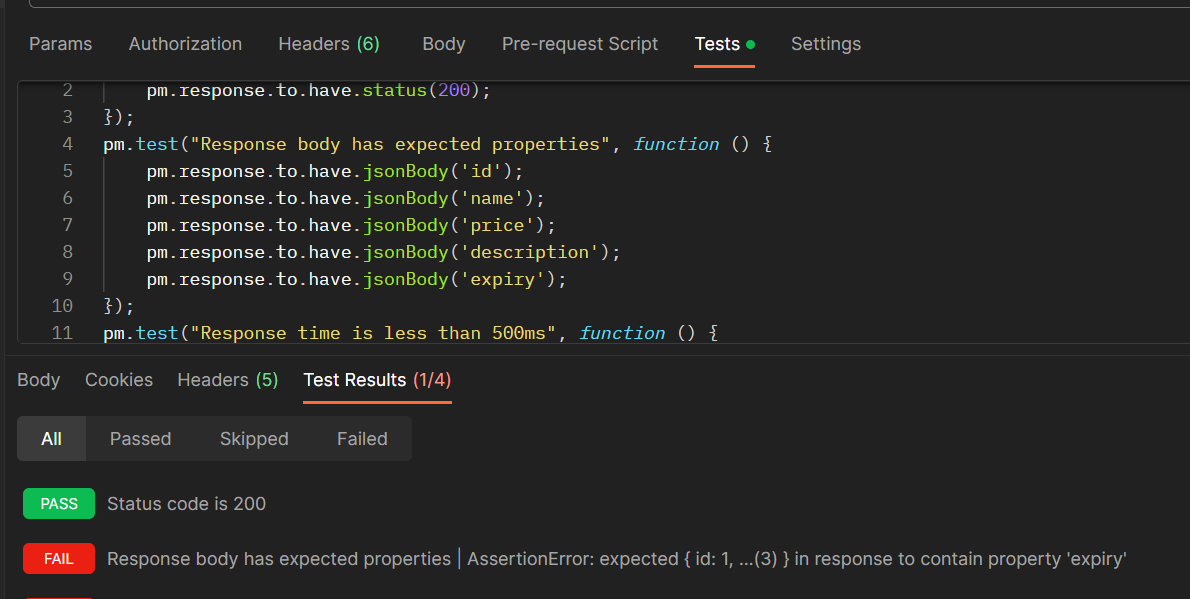 Params Authorization Headers (6) Body Pre-request Script Tests Settings
2 pm.response.to.have.status(200);
3 });
4 pm.test("Response body has expected properties", function () {
5 pm.response.to.have.jsonBody('id');
6 pm.response.to.have.jsonBody('name');
7 pm.response.to.have.jsonBody('price');
8 pm.response.to.have.jsonBody('description');
9 pm.response.to.have.jsonBody('expiry');
10 });
11 pm.test("Response time is less than 500ms", function () {
Body Cookies Headers (5) Test Results (1/4)
All Passed Skipped Failed
PASS Status code is 200
FAIL Response body has expected properties | AssertionError: expected { id: 1, ...(3) } in response to contain property 'expiry'